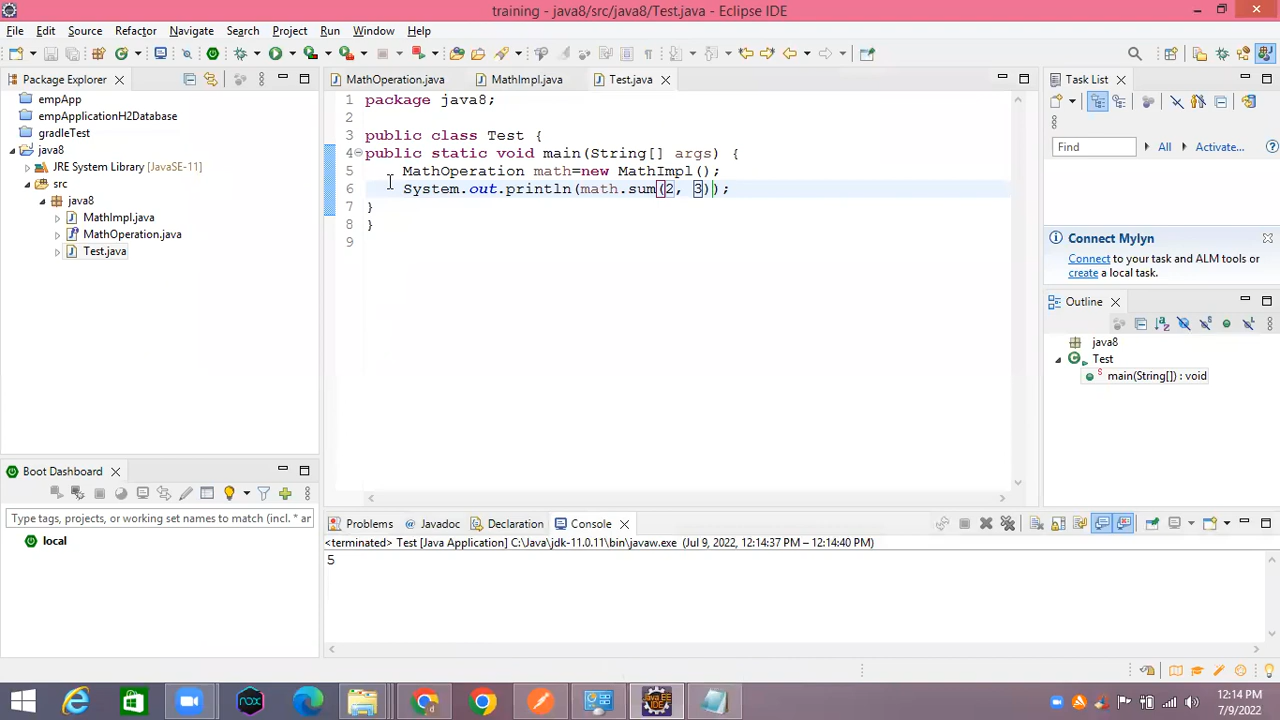 training - java8/src/java8/Test.java - Eclipse IDE
File Edit Source Refactor Navigate Search Project Run Window Help
Package Explorer
empApp
empApplicationH2Database
gradleTest
java8
JRE System Library [JavaSE-11]
src
java8
MathImpl.java
MathOperation.java
Test.java
MathOperation.java MathImpl.java Test.java
1 package java8;
2
3 public class Test {
4 public static void main(String[] args) {
5 MathOperation math=new MathImpl();
6 System.out.println(math.sum(2, 3));
7 }
8 }
9
Task List
Find All Activate...
Connect Mylyn
Connect to your task and ALM tools or
create a local task.
Outline
java8
Test
main(String[]) : void
Boot Dashboard
Type tags, projects, or working set names to match (incl. * ar
local
Problems Javadoc Declaration Console
<terminated> Test [Java Application] C:\Java\jdk-11.0.11\bin\javaw.exe (Jul 9, 2022, 12:14:37 PM – 12:14:40 PM)
5
nox
Java EE
IDE
12:14 PM
7/9/2022